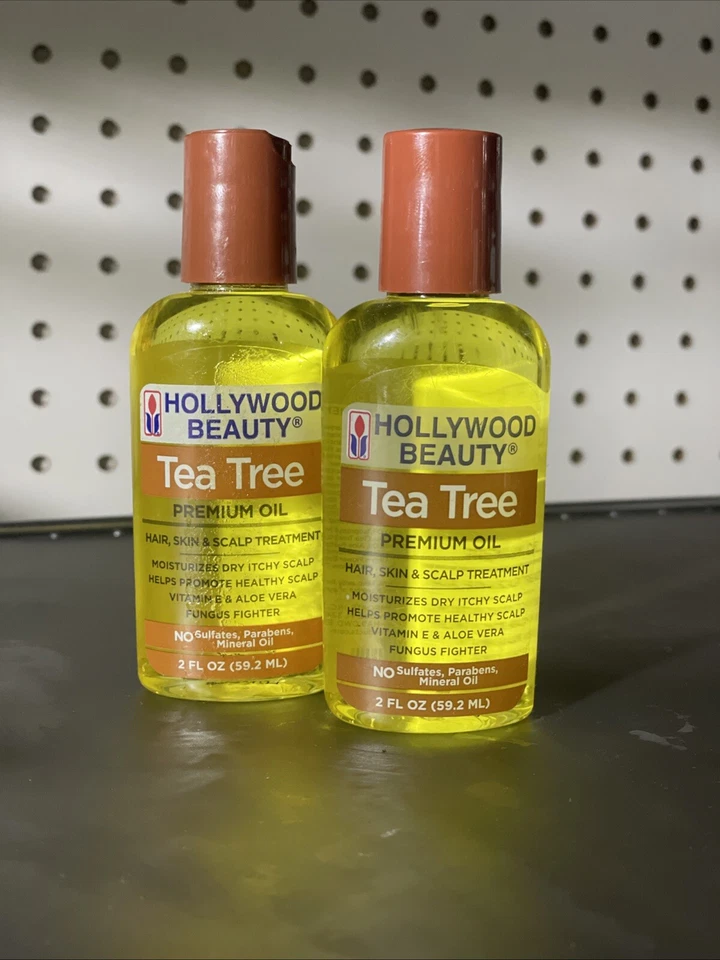 HOLLYWOOD
BEAUTY®
Tea Tree
PREMIUM OIL
HAIR, SKIN & SCALP TREATMENT
MOISTURIZES DRY ITCHY SCALP
HELPS PROMOTE HEALTHY SCALP
VITAMIN E & ALOE VERA
FUNGUS FIGHTER
NO Sulfates, Parabens,
Mineral Oil
2 FL OZ (59.2 ML)
HOLLYWOOD
BEAUTY®
Tea Tree
PREMIUM OIL
HAIR, SKIN & SCALP TREATMENT
MOISTURIZES DRY ITCHY SCALP
HELPS PROMOTE HEALTHY SCALP
VITAMIN E & ALOE VERA
FUNGUS FIGHTER
NO Sulfates, Parabens,
Mineral Oil
2 FL OZ (59.2 ML)